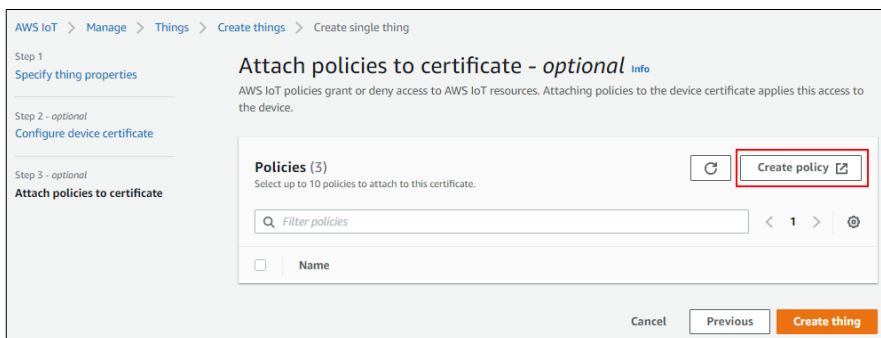 AWS IoT > Manage > Things > Create things > Create single thing
Step 1
Specify thing properties
Step 2 - optional
Configure device certificate
Step 3 - optional
Attach policies to certificate
Attach policies to certificate - optional Info
AWS IoT policies grant or deny access to AWS IoT resources. Attaching policies to the device certificate applies this access to
the device.
Policies (3)
Select up to 10 policies to attach to this certificate.
Create policy
Filter policies
< 1 >
Name
Cancel Previous Create thing